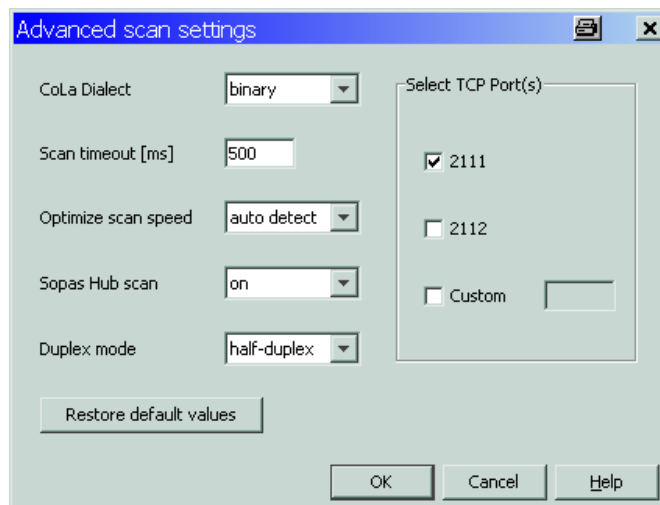 Advanced scan settings
CoLa Dialect
binary
Scan timeout [ms]
500
Optimize scan speed
auto detect
Sopas Hub scan
on
Duplex mode
half-duplex
Restore default values
Select TCP Port(s)
2111
2112
Custom
OK
Cancel
Help